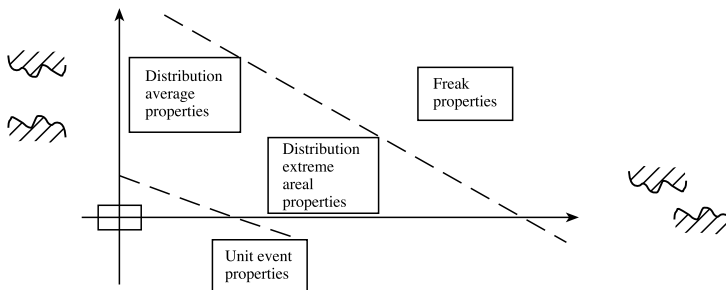 Distribution
average
properties
Freak
properties
Distribution
extreme
areal
properties
Unit event
properties